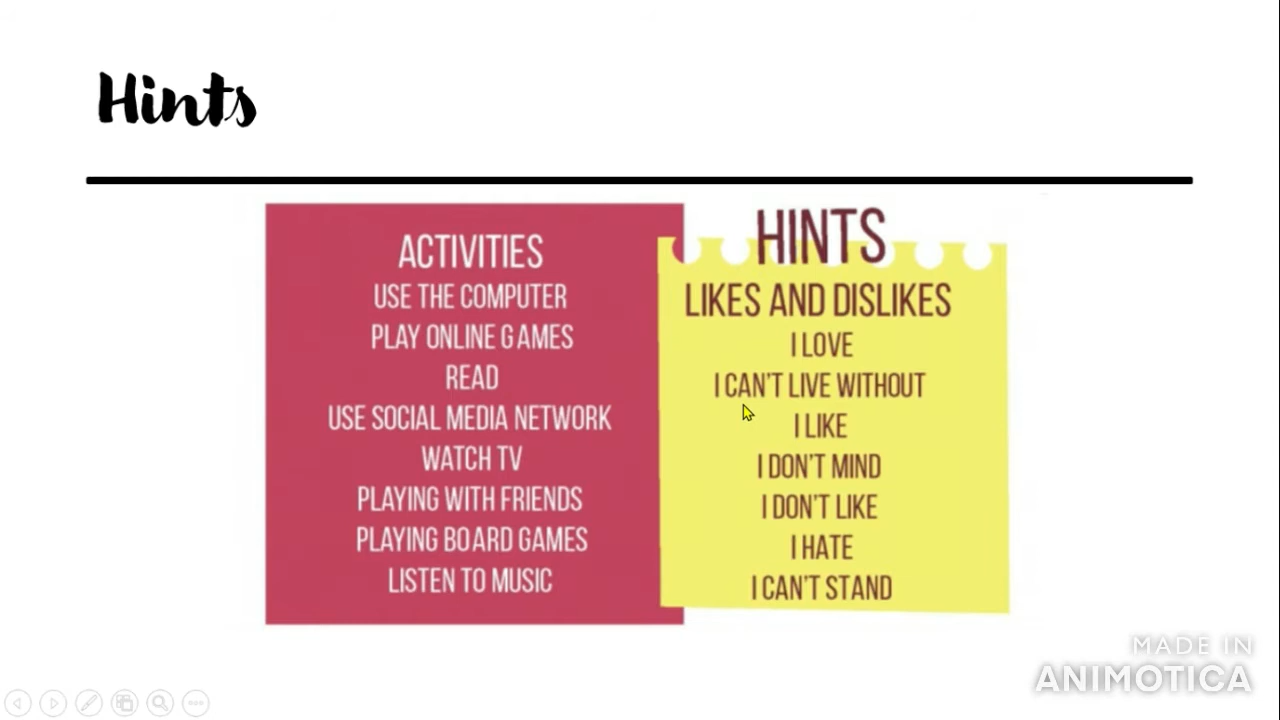 Hints
ACTIVITIES
USE THE COMPUTER
PLAY ONLINE GAMES
READ
USE SOCIAL MEDIA NETWORK
WATCH TV
PLAYING WITH FRIENDS
PLAYING BOARD GAMES
LISTEN TO MUSIC
HINTS
LIKES AND DISLIKES
I LOVE
I CAN'T LIVE WITHOUT
I LIKE
I DON'T MIND
I DON'T LIKE
I HATE
I CAN'T STAND
MADE IN
ANIMOTICA